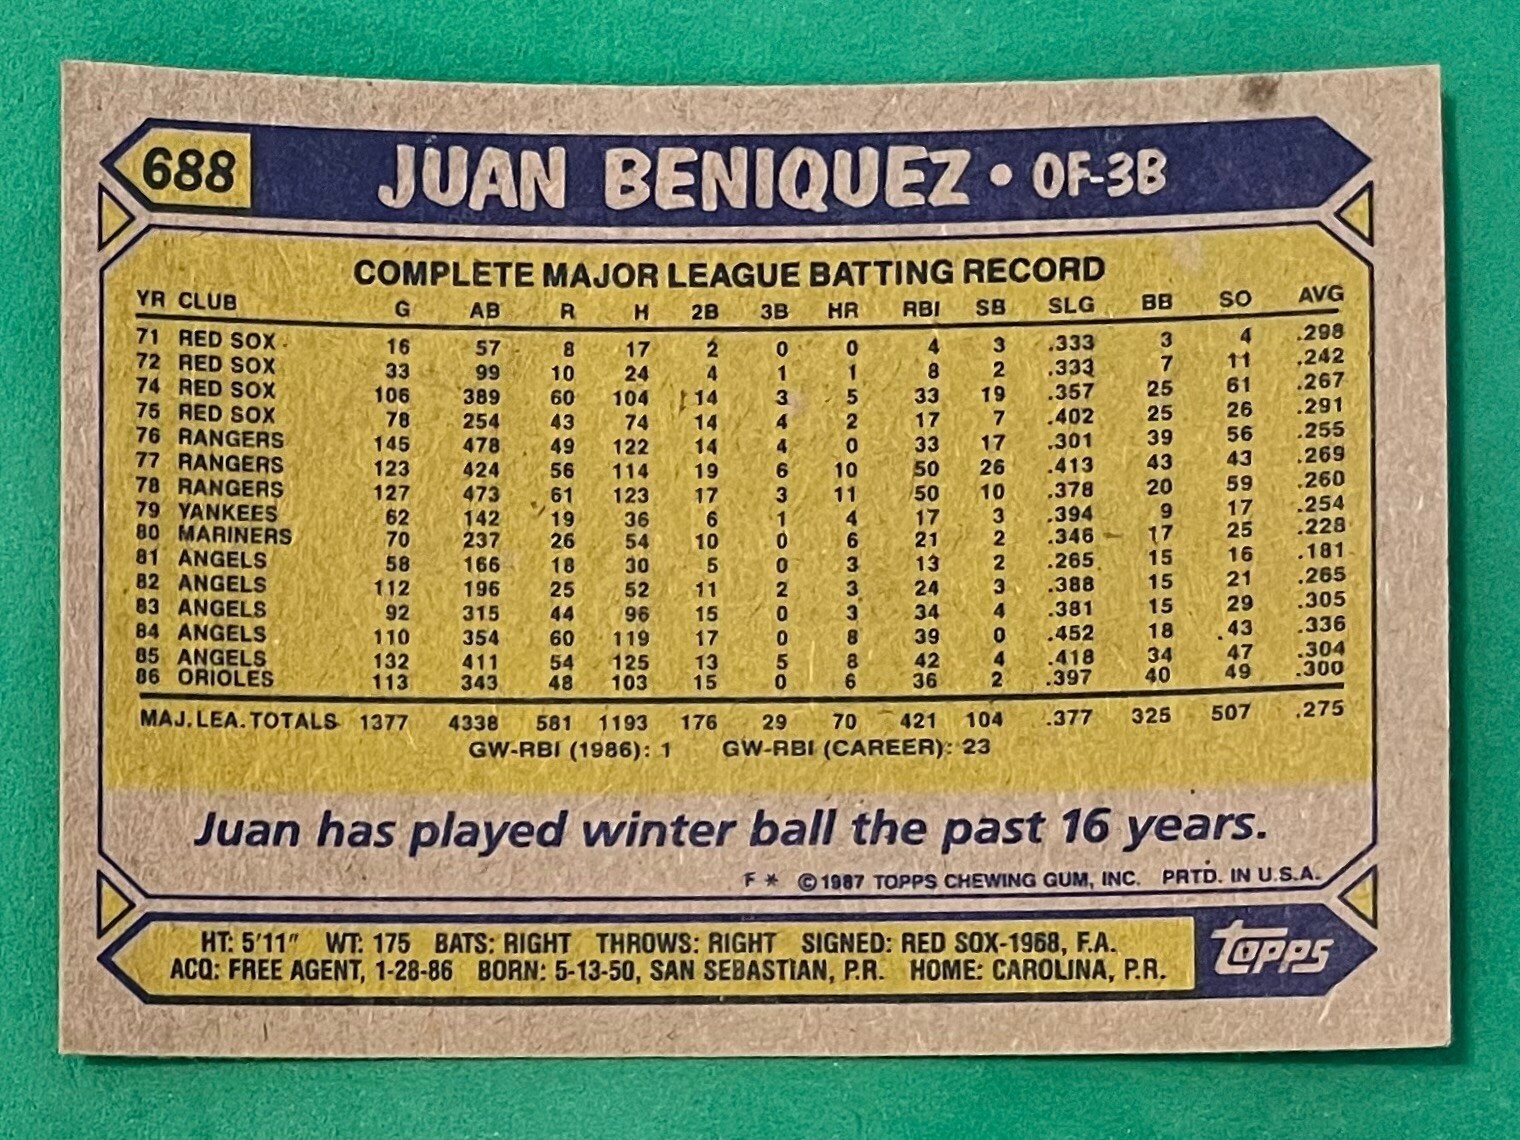 688 JUAN BENIQUEZ • OF-3B
COMPLETE MAJOR LEAGUE BATTING RECORD
YR CLUB G AB R H 2B 3B HR RBI SB SLG BB SO AVG
71 RED SOX 16 57 8 17 2 0 0 4 3 .333 3 4 .298
72 RED SOX 33 99 10 24 4 1 1 8 2 .333 7 11 .242
74 RED SOX 106 389 60 104 14 3 5 33 19 .357 25 61 .267
75 RED SOX 78 254 43 74 14 4 2 17 7 .402 25 26 .291
76 RANGERS 145 478 49 122 14 4 0 33 17 .301 39 56 .255
77 RANGERS 123 424 56 114 19 6 10 50 26 .413 43 43 .269
78 RANGERS 127 473 61 123 17 3 11 50 10 .378 20 59 .260
79 YANKEES 62 142 19 36 6 1 4 17 3 .394 9 17 .254
80 MARINERS 70 237 26 54 10 0 6 21 2 .346 17 25 .228
81 ANGELS 58 166 18 30 5 0 3 13 2 .265 15 16 .181
82 ANGELS 112 196 25 52 11 2 3 24 3 .388 15 21 .265
83 ANGELS 92 315 44 96 15 0 3 34 4 .381 15 29 .305
84 ANGELS 110 354 60 119 17 0 8 39 0 .452 18 43 .336
85 ANGELS 132 411 54 125 13 5 8 42 4 .418 34 47 .304
86 ORIOLES 113 343 48 103 15 0 6 36 2 .397 40 49 .300
MAJ. LEA. TOTALS 1377 4338 581 1193 176 29 70 421 104 .377 325 507 .275
GW-RBI (1986): 1 GW-RBI (CAREER): 23
Juan has played winter ball the past 16 years.
F * ©1987 TOPPS CHEWING GUM, INC. PRTD. IN U.S.A.
HT: 5'11" WT: 175 BATS: RIGHT THROWS: RIGHT SIGNED: RED SOX-1968, F.A.
ACQ: FREE AGENT, 1-28-86 BORN: 5-13-50, SAN SEBASTIAN, P.R. HOME: CAROLINA, P.R.
topps